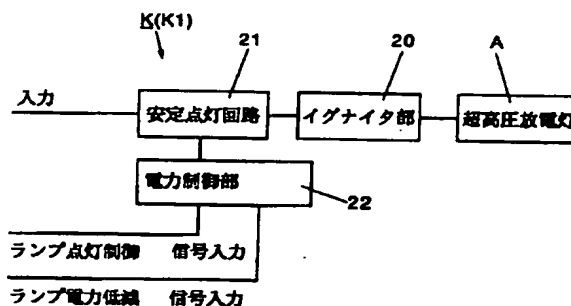 K(K1)
21
20
A
入力
安定点灯回路
イグナイタ部
超高圧放電灯
電力制御部
22
ランプ点灯制御 信号入力
ランプ電力低減 信号入力